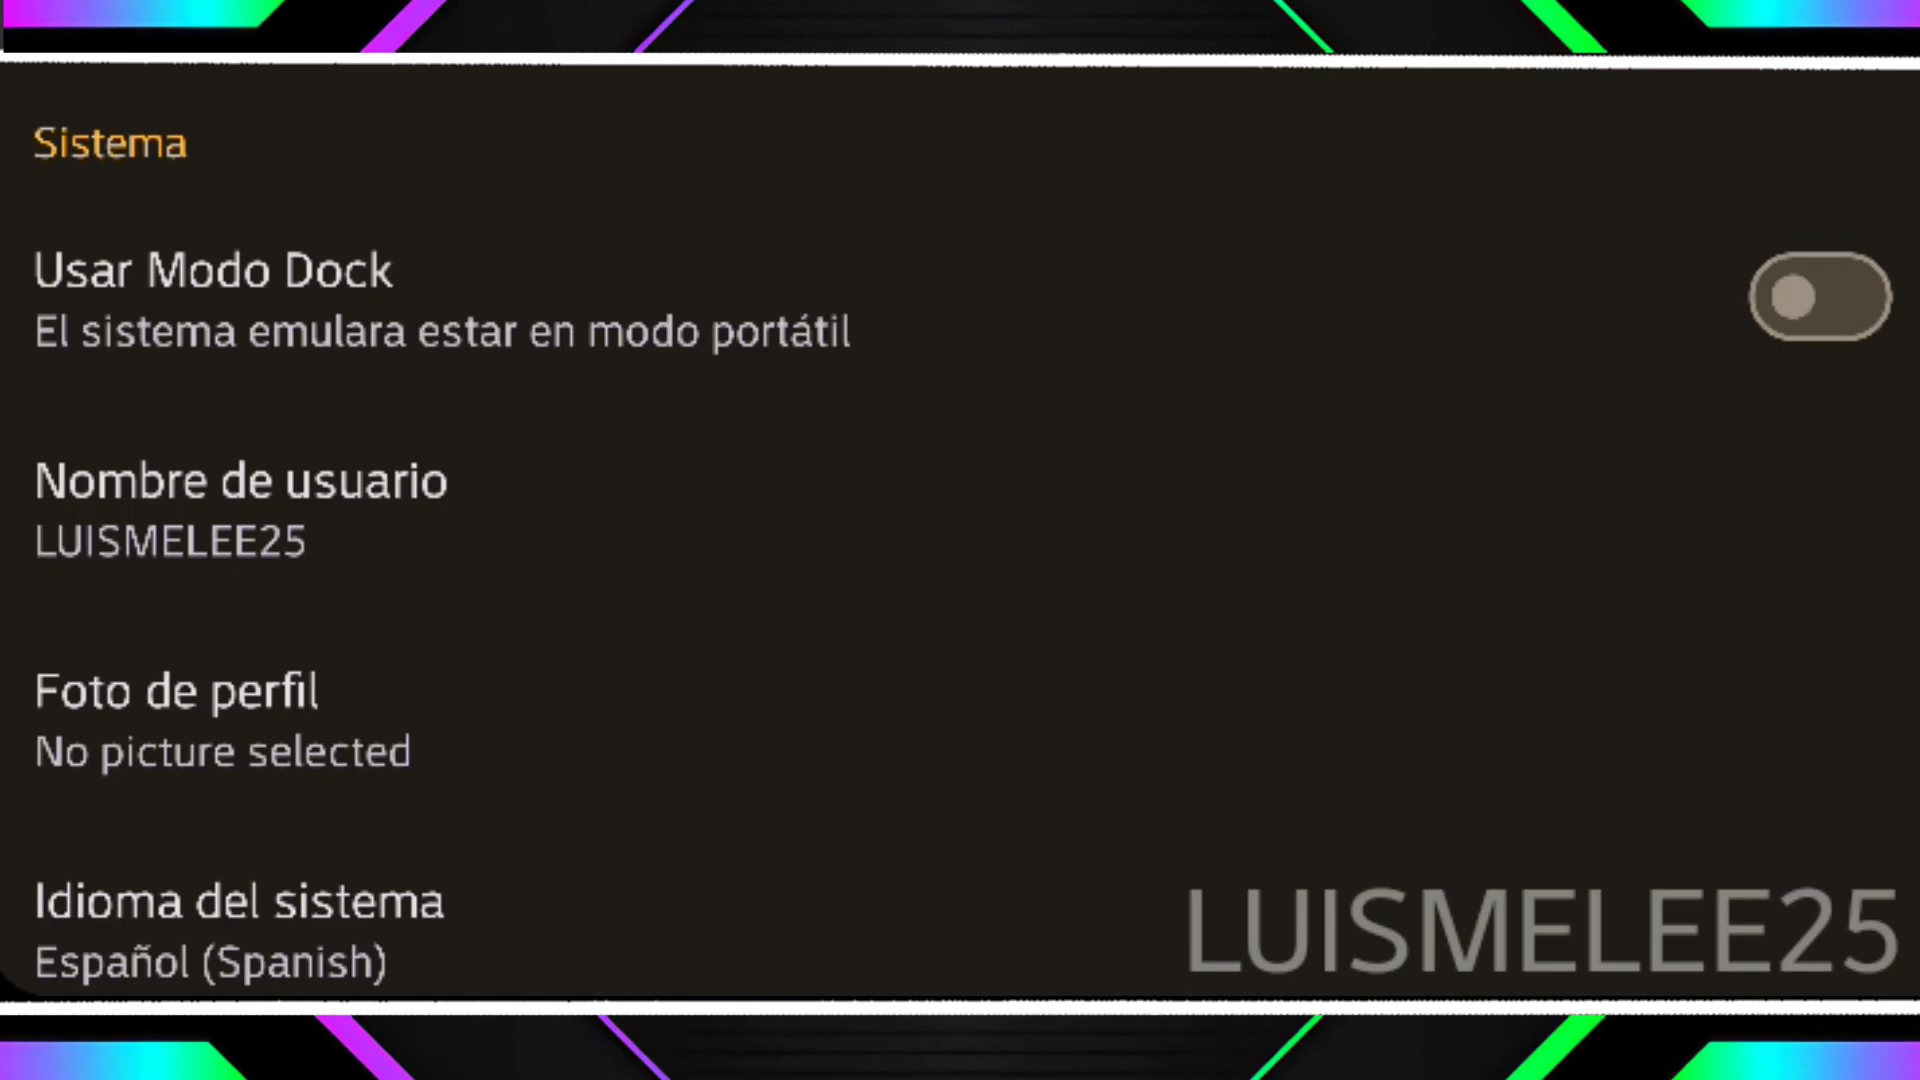 Sistema
Usar Modo Dock
El sistema emulara estar en modo portátil
Nombre de usuario
LUISMELEE25
Foto de perfil
No picture selected
Idioma del sistema
Español (Spanish)
LUISMELEE25